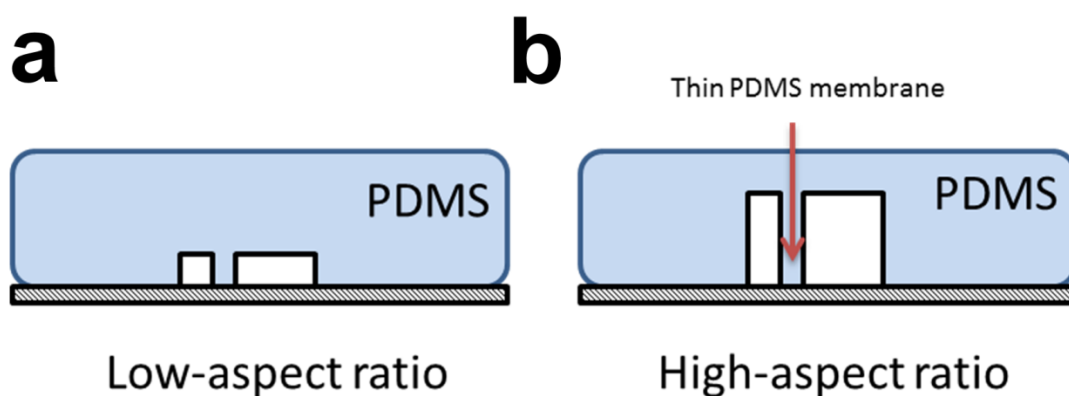 a
b
Thin PDMS membrane
PDMS
PDMS
Low-aspect ratio
High-aspect ratio